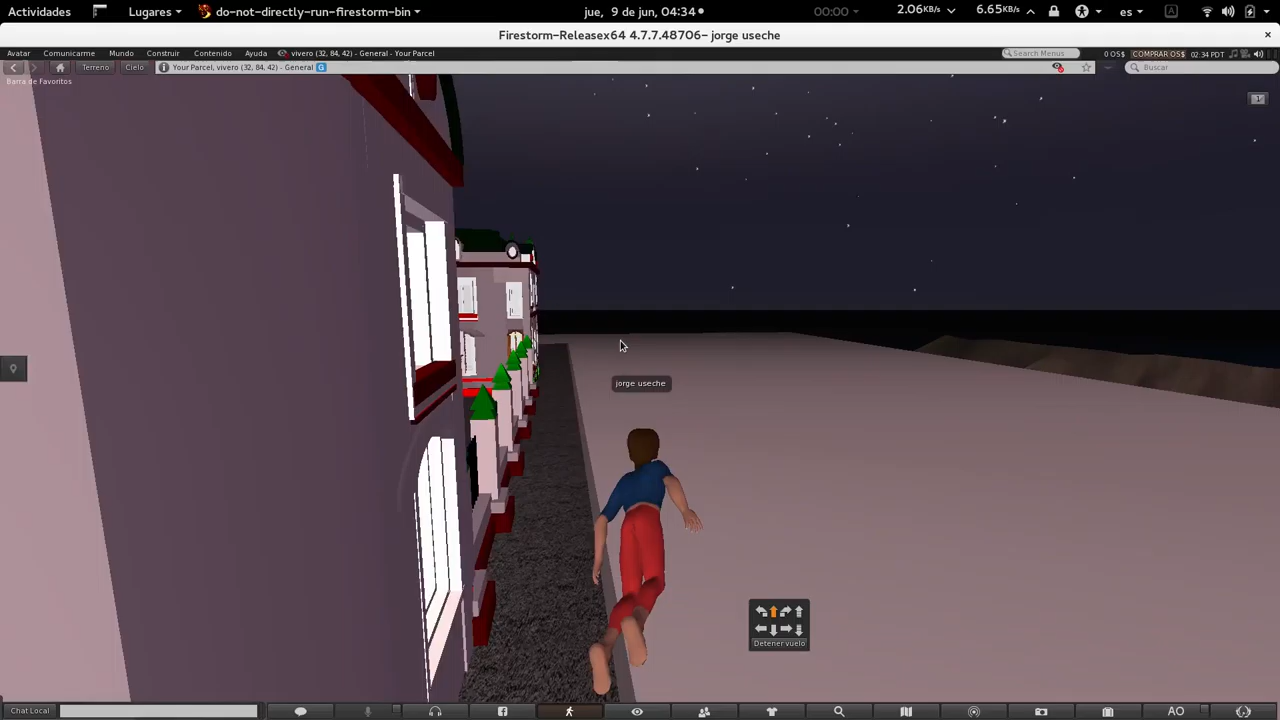 Actividades Lugares do-not-directly-run-firestorm-bin jue, 9 de jun, 04:34 00:00 2.06KB/s 6.65KB/s es A
Firestorm-Releasex64 4.7.7.48706- jorge useche ×
Avatar Comunicarme Mundo Construir Contenido Ayuda vivero (32, 84, 42) - General - Your Parcel Search Menus 0 OS$ COMPRAR OS$ 02:34 PDT
Terreno Cielo Your Parcel, vivero (32, 84, 42) - General G Buscar
Barra de Favoritos
1
jorge useche
Detener vuelo
Chat Local AO